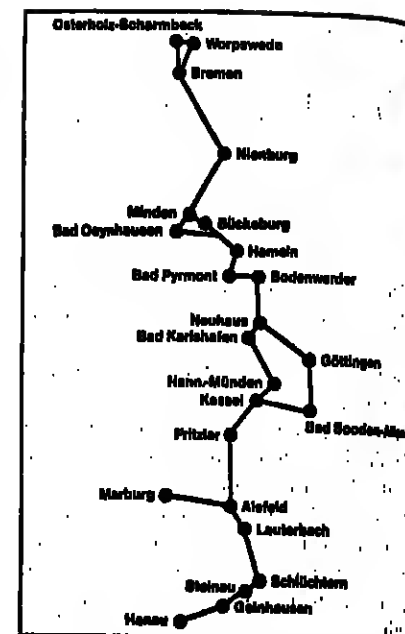 Osterholz-Scharmbeck
Worpswede
Bremen
Nienburg
Minden
Bückeburg
Bad Oeynhausen
Hameln
Bad Pyrmont
Bodenwerder
Neuhaus
Bad Karlshafen
Göttingen
Hann.-Münden
Kassel
Bad Sooden-
Fritzlar
Marburg
Alsfeld
Lauterbach
Schlüchtern
Steinau
Gelnhausen
Hanau